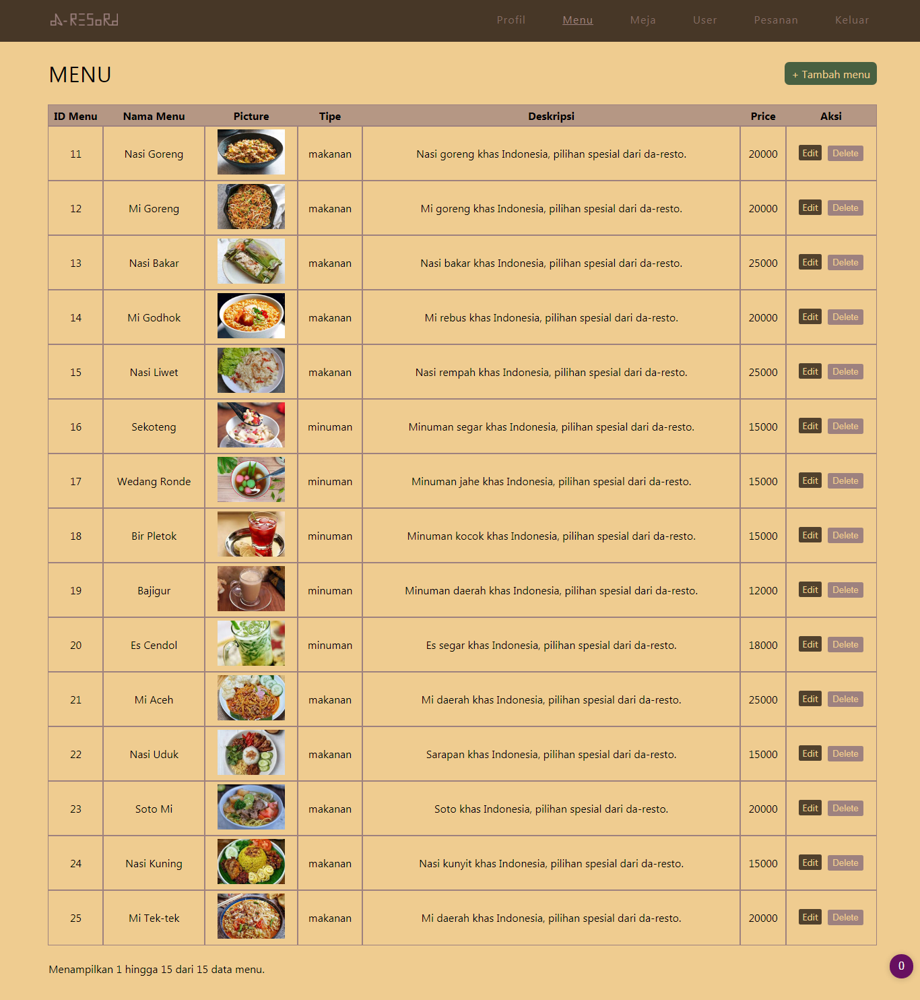 Profil Menu Meja User Pesanan Keluar
MENU
+ Tambah menu
ID Menu Nama Menu Picture Tipe Deskripsi Price Aksi
11 Nasi Goreng makanan Nasi goreng khas Indonesia, pilihan spesial dari da-resto. 20000 Edit Delete
12 Mi Goreng makanan Mi goreng khas Indonesia, pilihan spesial dari da-resto. 20000 Edit Delete
13 Nasi Bakar makanan Nasi bakar khas Indonesia, pilihan spesial dari da-resto. 25000 Edit Delete
14 Mi Godhok makanan Mi rebus khas Indonesia, pilihan spesial dari da-resto. 20000 Edit Delete
15 Nasi Liwet makanan Nasi rempah khas Indonesia, pilihan spesial dari da-resto. 25000 Edit Delete
16 Sekoteng minuman Minuman segar khas Indonesia, pilihan spesial dari da-resto. 15000 Edit Delete
17 Wedang Ronde minuman Minuman jahe khas Indonesia, pilihan spesial dari da-resto. 15000 Edit Delete
18 Bir Pletok minuman Minuman kocok khas Indonesia, pilihan spesial dari da-resto. 15000 Edit Delete
19 Bajigur minuman Minuman daerah khas Indonesia, pilihan spesial dari da-resto. 12000 Edit Delete
20 Es Cendol minuman Es segar khas Indonesia, pilihan spesial dari da-resto. 18000 Edit Delete
21 Mi Aceh makanan Mi daerah khas Indonesia, pilihan spesial dari da-resto. 25000 Edit Delete
22 Nasi Uduk makanan Sarapan khas Indonesia, pilihan spesial dari da-resto. 15000 Edit Delete
23 Soto Mi makanan Soto khas Indonesia, pilihan spesial dari da-resto. 20000 Edit Delete
24 Nasi Kuning makanan Nasi kunyit khas Indonesia, pilihan spesial dari da-resto. 15000 Edit Delete
25 Mi Tek-tek makanan Mi daerah khas Indonesia, pilihan spesial dari da-resto. 20000 Edit Delete
Menampilkan 1 hingga 15 dari 15 data menu.
0